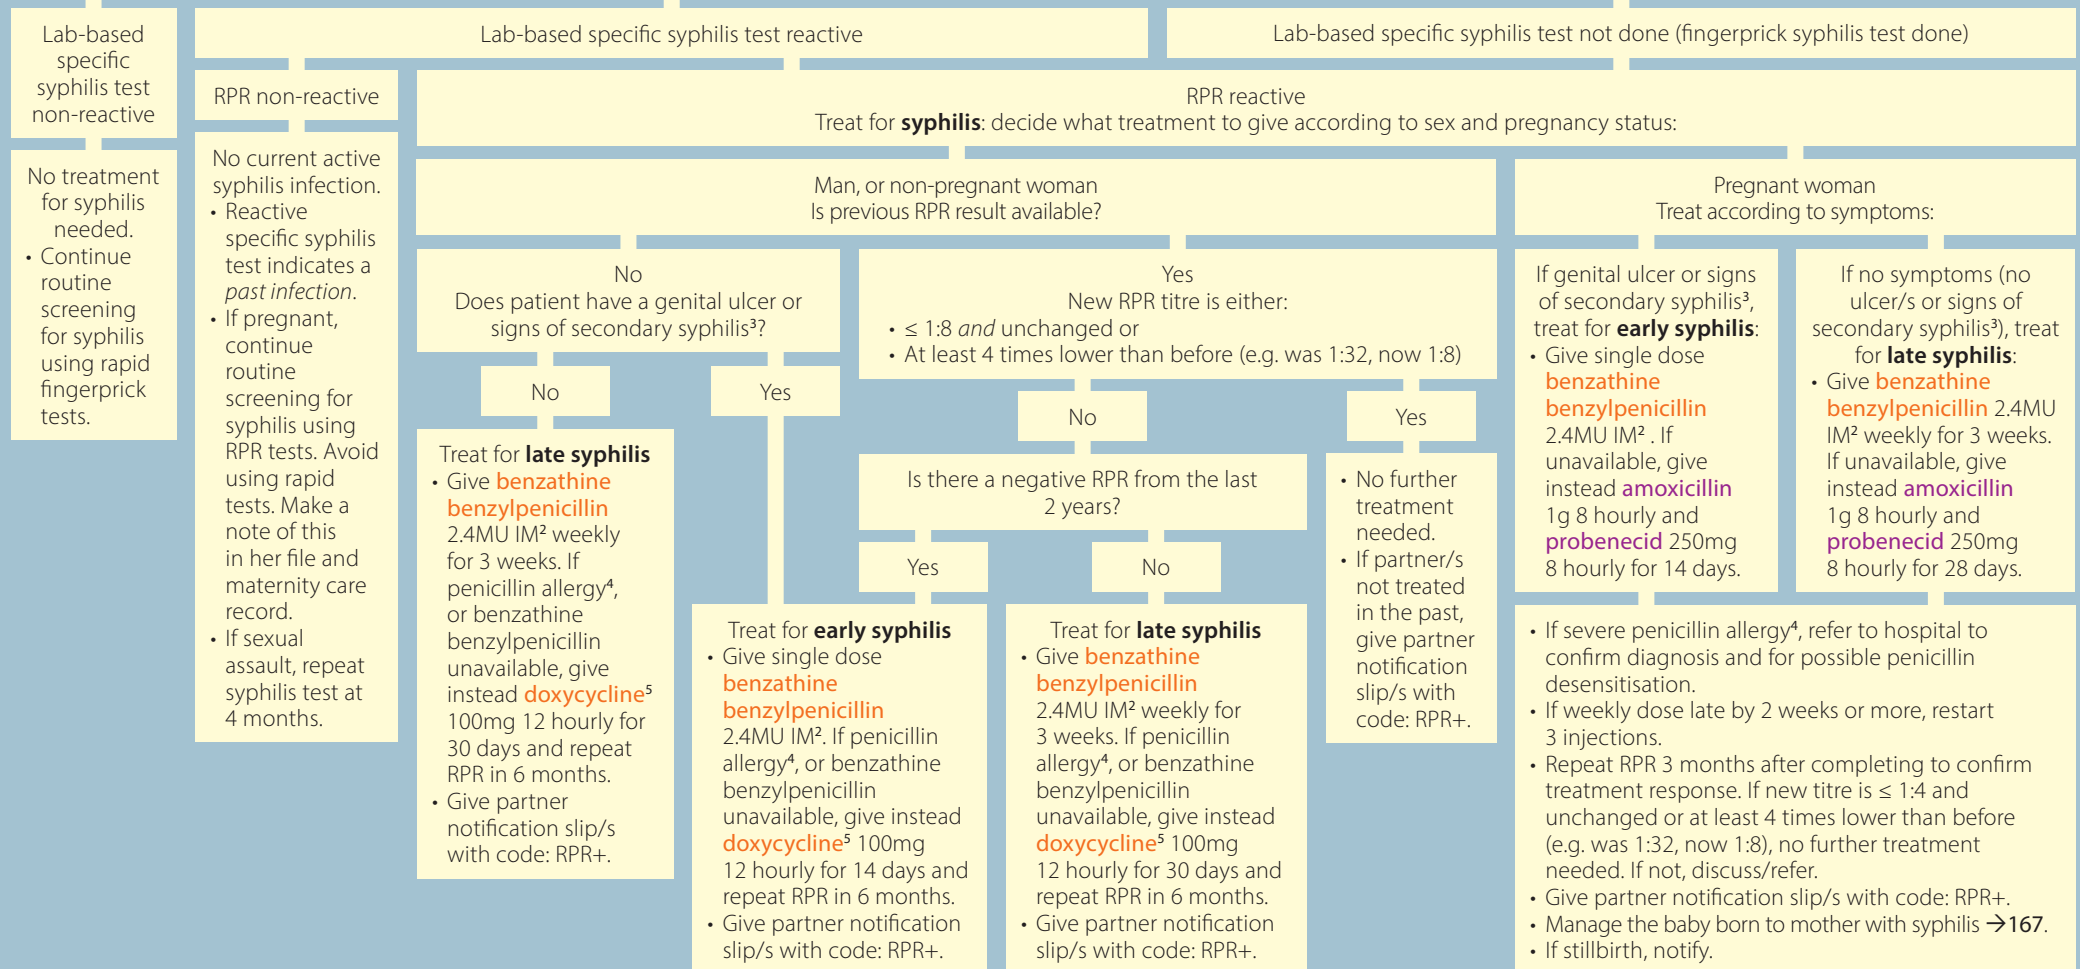 Lab-based
specific
syphilis test
non-reactive
No treatment
for syphilis
needed.
• Continue
routine
screening
for syphilis
using rapid
fingerprick
tests.
Lab-based specific syphilis test reactive
Lab-based specific syphilis test not done (fingerprick syphilis test done)
RPR non-reactive
No current active
syphilis infection.
• Reactive
specific syphilis
test indicates a
past infection.
• If pregnant,
continue
routine
screening for
syphilis using
RPR tests. Avoid
using rapid
tests. Make a
note of this
in her file and
maternity care
record.
• If sexual
assault, repeat
syphilis test at
4 months.
RPR reactive
Treat for syphilis: decide what treatment to give according to sex and pregnancy status:
Man, or non-pregnant woman
Is previous RPR result available?
No
Does patient have a genital ulcer or
signs of secondary syphilis³?
No
Treat for late syphilis
• Give benzathine
benzylpenicillin
2.4MU IM² weekly
for 3 weeks. If
penicillin allergy⁴,
or benzathine
benzylpenicillin
unavailable, give
instead doxycycline⁵
100mg 12 hourly for
30 days and repeat
RPR in 6 months.
• Give partner
notification slip/s
with code: RPR+.
Yes
Yes
New RPR titre is either:
• ≤ 1:8 and unchanged or
• At least 4 times lower than before (e.g. was 1:32, now 1:8)
No
Is there a negative RPR from the last
2 years?
Yes
Treat for early syphilis
• Give single dose
benzathine
benzylpenicillin
2.4MU IM². If penicillin
allergy⁴, or benzathine
benzylpenicillin
unavailable, give instead
doxycycline⁵ 100mg
12 hourly for 14 days and
repeat RPR in 6 months.
• Give partner notification
slip/s with code: RPR+.
No
Treat for late syphilis
• Give benzathine
benzylpenicillin
2.4MU IM² weekly for
3 weeks. If penicillin
allergy⁴, or benzathine
benzylpenicillin
unavailable, give instead
doxycycline⁵ 100mg
12 hourly for 30 days and
repeat RPR in 6 months.
• Give partner notification
slip/s with code: RPR+.
Yes
• No further
treatment
needed.
• If partner/s
not treated
in the past,
give partner
notification
slip/s with
code: RPR+.
Pregnant woman
Treat according to symptoms:
If genital ulcer or signs
of secondary syphilis³,
treat for early syphilis:
• Give single dose
benzathine
benzylpenicillin
2.4MU IM² . If
unavailable, give
instead amoxicillin
1g 8 hourly and
probenecid 250mg
8 hourly for 14 days.
If no symptoms (no
ulcer/s or signs of
secondary syphilis³), treat
for late syphilis:
• Give benzathine
benzylpenicillin 2.4MU
IM² weekly for 3 weeks.
If unavailable, give
instead amoxicillin
1g 8 hourly and
probenecid 250mg
8 hourly for 28 days.
• If severe penicillin allergy⁴, refer to hospital to
confirm diagnosis and for possible penicillin
desensitisation.
• If weekly dose late by 2 weeks or more, restart
3 injections.
• Repeat RPR 3 months after completing to confirm
treatment response. If new titre is ≤ 1:4 and
unchanged or at least 4 times lower than before
(e.g. was 1:32, now 1:8), no further treatment
needed. If not, discuss/refer.
• Give partner notification slip/s with code: RPR+.
• Manage the baby born to mother with syphilis →167.
• If stillbirth, notify.